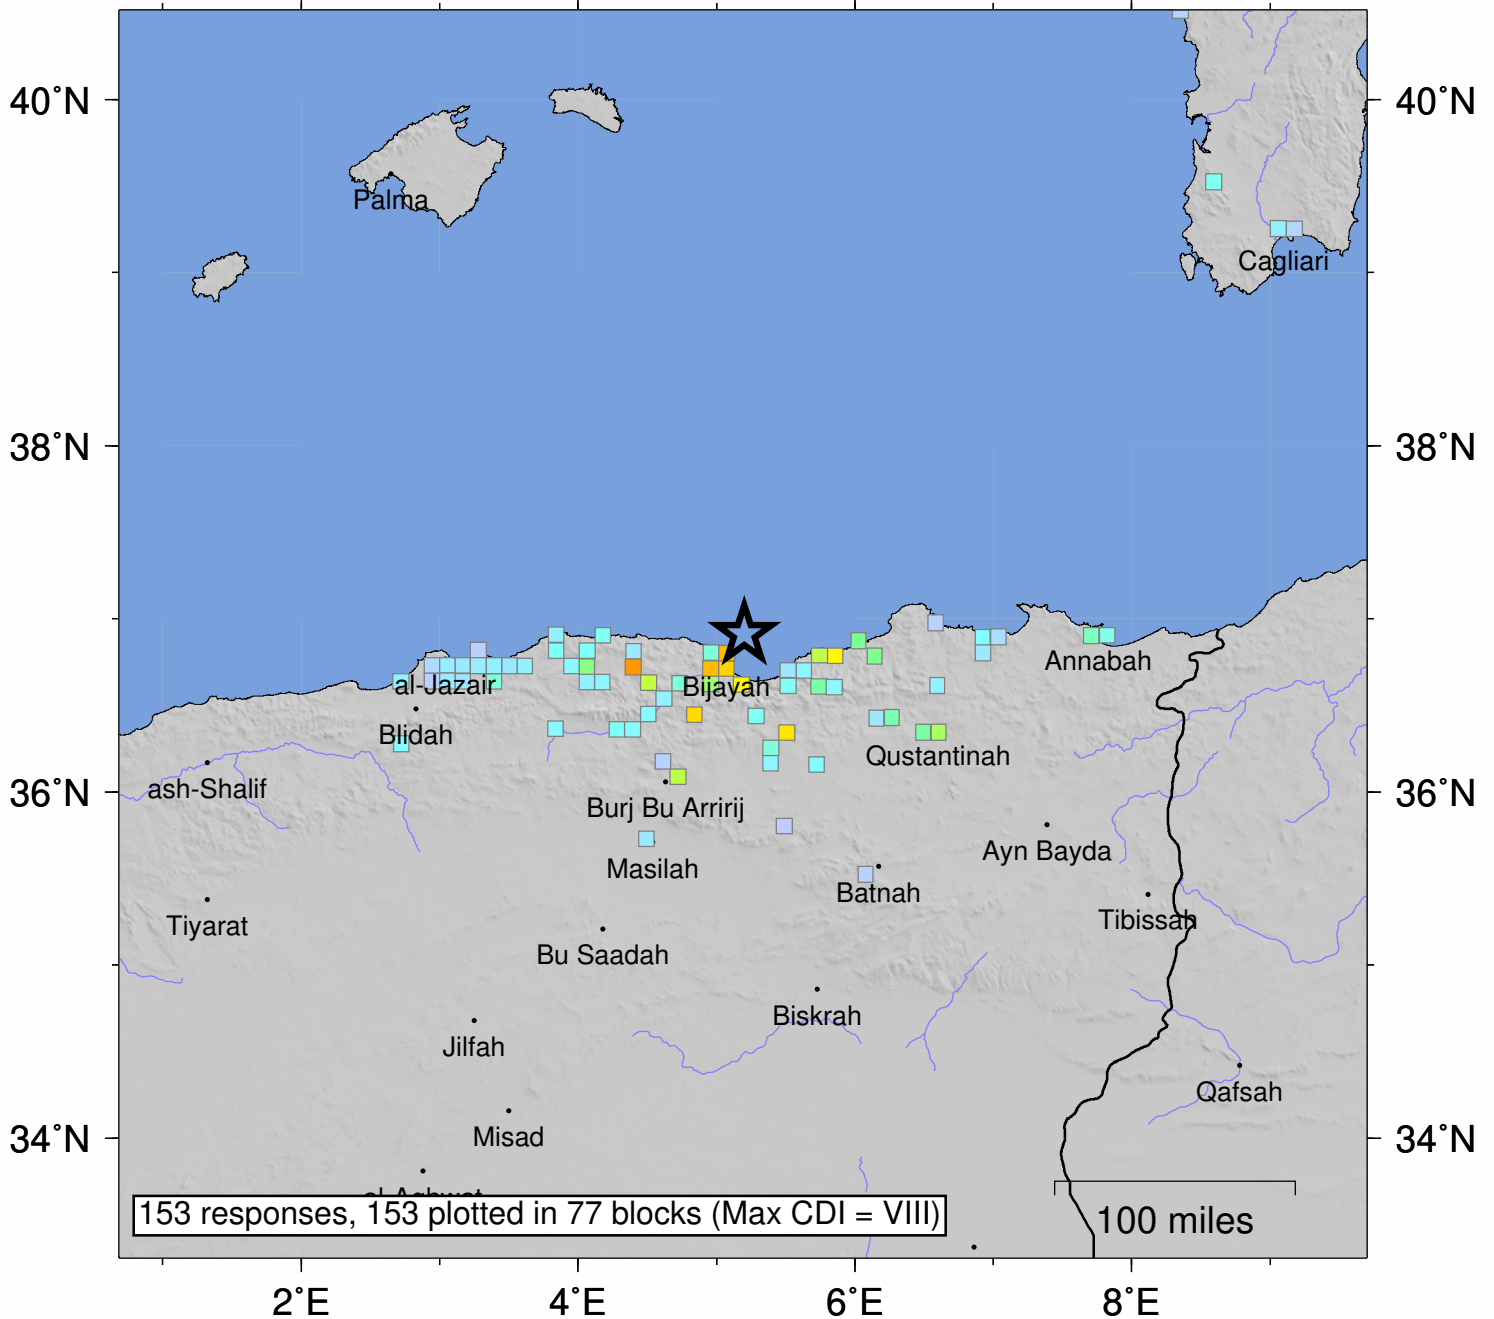 40°N
40°N
Palma
Cagliari
38°N
38°N
Annabah
al-Jazair
Bijayah
Blidah
Qustantinah
36°N
36°N
ash-Shalif
Burj Bu Arririj
Ayn Bayda
Masilah
Batnah
Tibissah
Tiyarat
Bu Saadah
Biskrah
Jilfah
Qafsah
Misad
34°N
34°N
153 responses, 153 plotted in 77 blocks (Max CDI = VIII)
100 miles
2°E
4°E
6°E
8°E